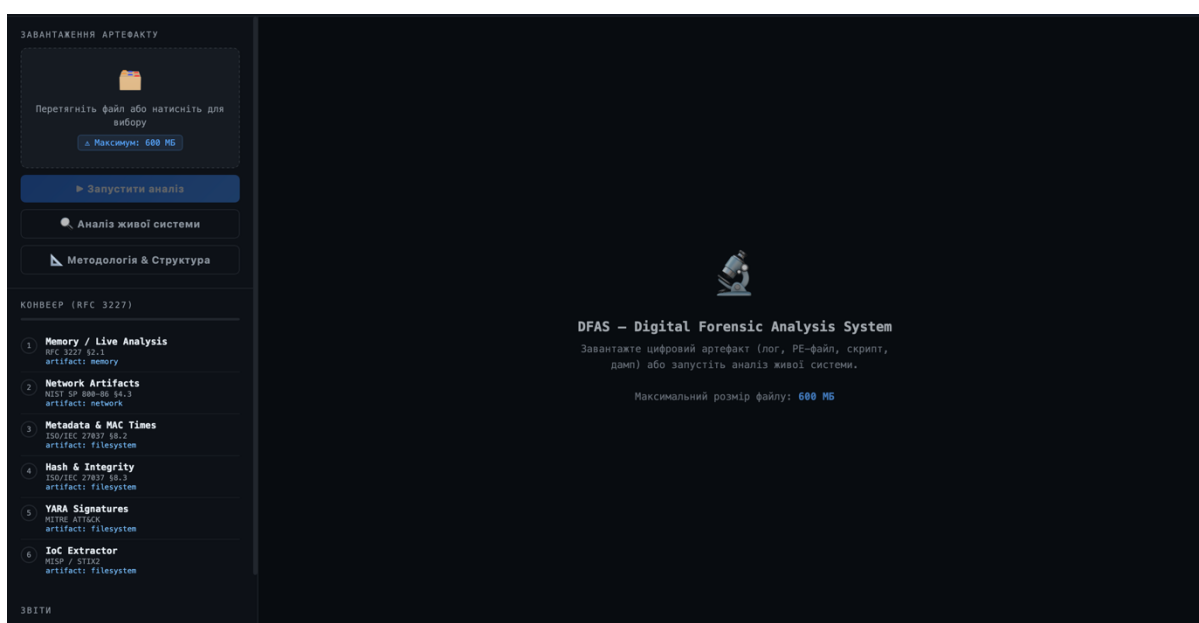 ЗАВАНТАЖЕННЯ АРТЕФАКТУ
Перетягніть файл або натисніть для
вибору
⚠ Максимум: 600 МБ
▶ Запустити аналіз
Аналіз живої системи
Методологія & Структура
КОНВЕЄР (RFC 3227)
1 Memory / Live Analysis
RFC 3227 §2.1
artifact: memory
2 Network Artifacts
NIST SP 800-86 §4.3
artifact: network
3 Metadata & MAC Times
ISO/IEC 27037 §8.2
artifact: filesystem
4 Hash & Integrity
ISO/IEC 27037 §8.3
artifact: filesystem
5 YARA Signatures
MITRE ATT&CK
artifact: filesystem
6 IoC Extractor
MISP / STIX2
artifact: filesystem
ЗВІТИ
DFAS — Digital Forensic Analysis System
Завантажте цифровий артефакт (лог, PE-файл, скрипт,
дамп) або запустіть аналіз живої системи.
Максимальний розмір файлу: 600 МБ